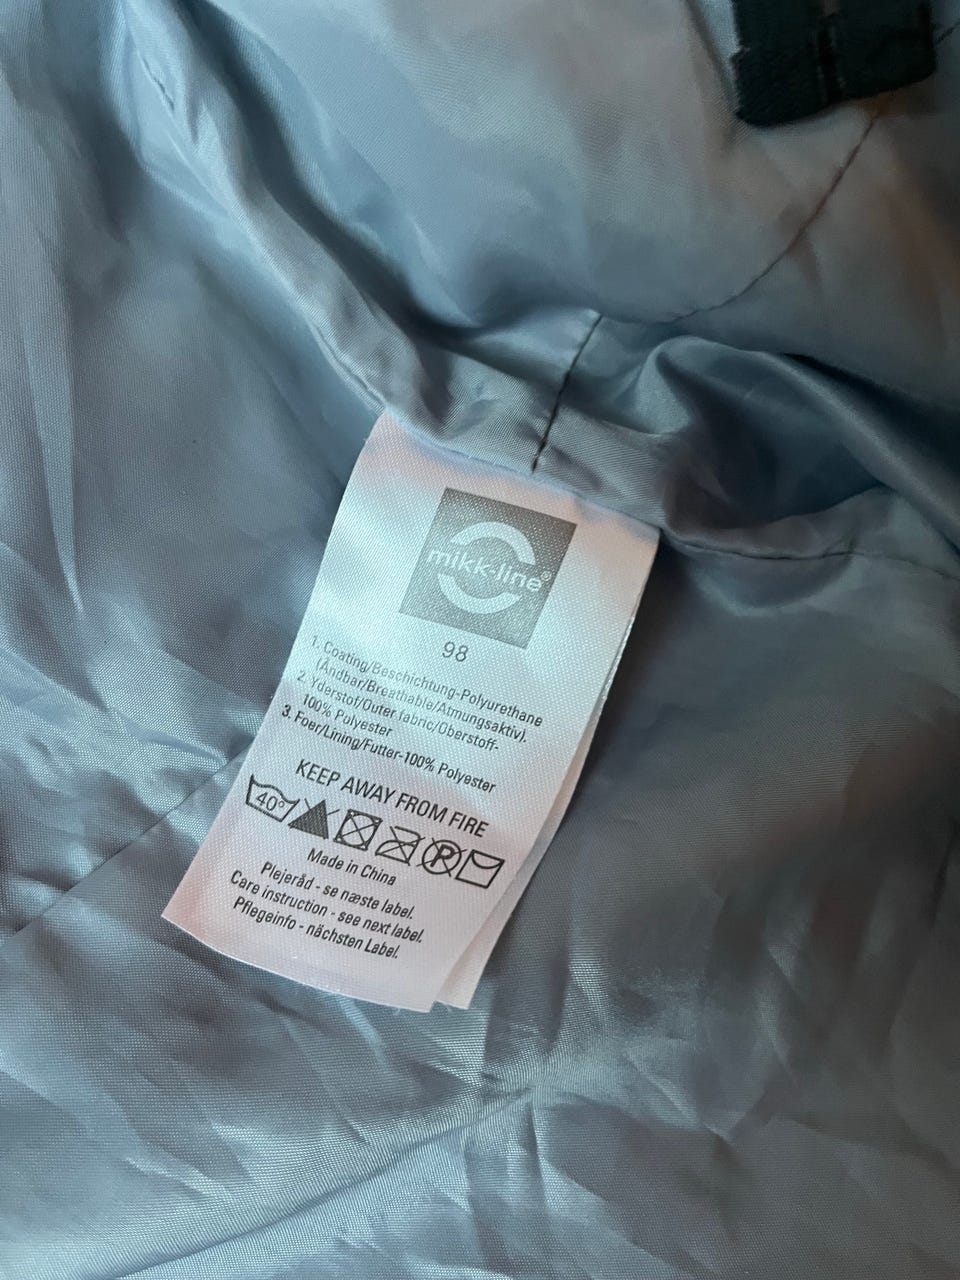 mikk-line®
98
1. Coating/Beschichtung-Polyurethane
(Åndbar/Breathable/Atmungsaktiv).
2. Yderstof/Outer fabric/Oberstoff-
100% Polyester
3. Foer/Lining/Futter-100% Polyester
KEEP AWAY FROM FIRE
40° P
Made in China
Plejeråd - se næste label.
Care instruction - see next label.
Pflegeinfo - nächsten Label.